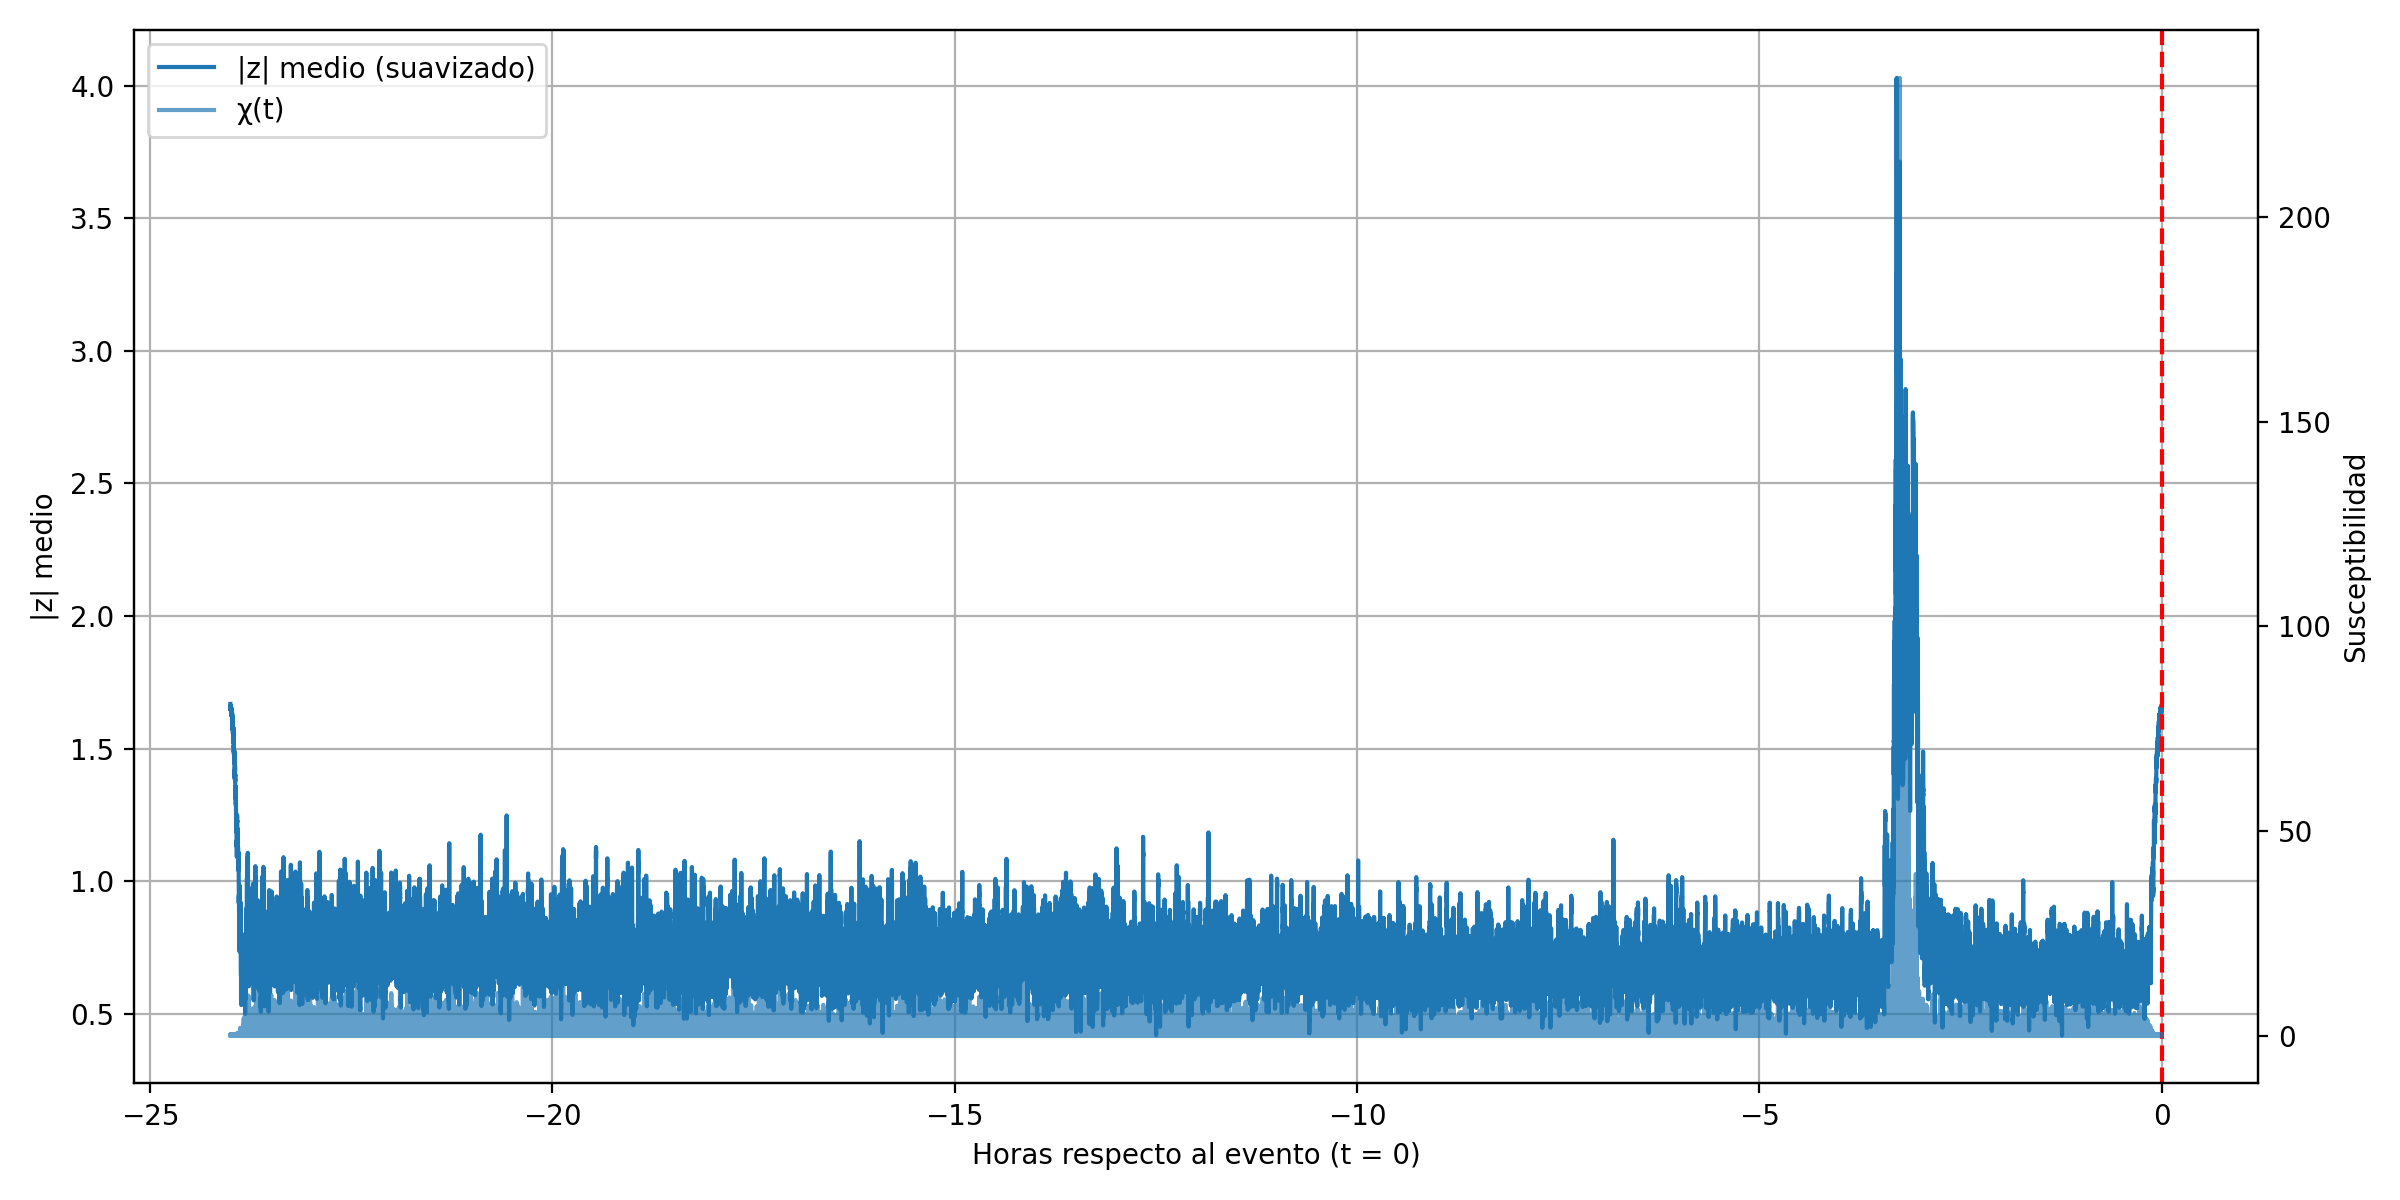 |z| medio (suavizado)
χ(t)
4.0
3.5
3.0
2.5
2.0
1.5
1.0
0.5
|z| medio
200
150
100
50
0
Susceptibilidad
−25 −20 −15 −10 −5 0
Horas respecto al evento (t = 0)